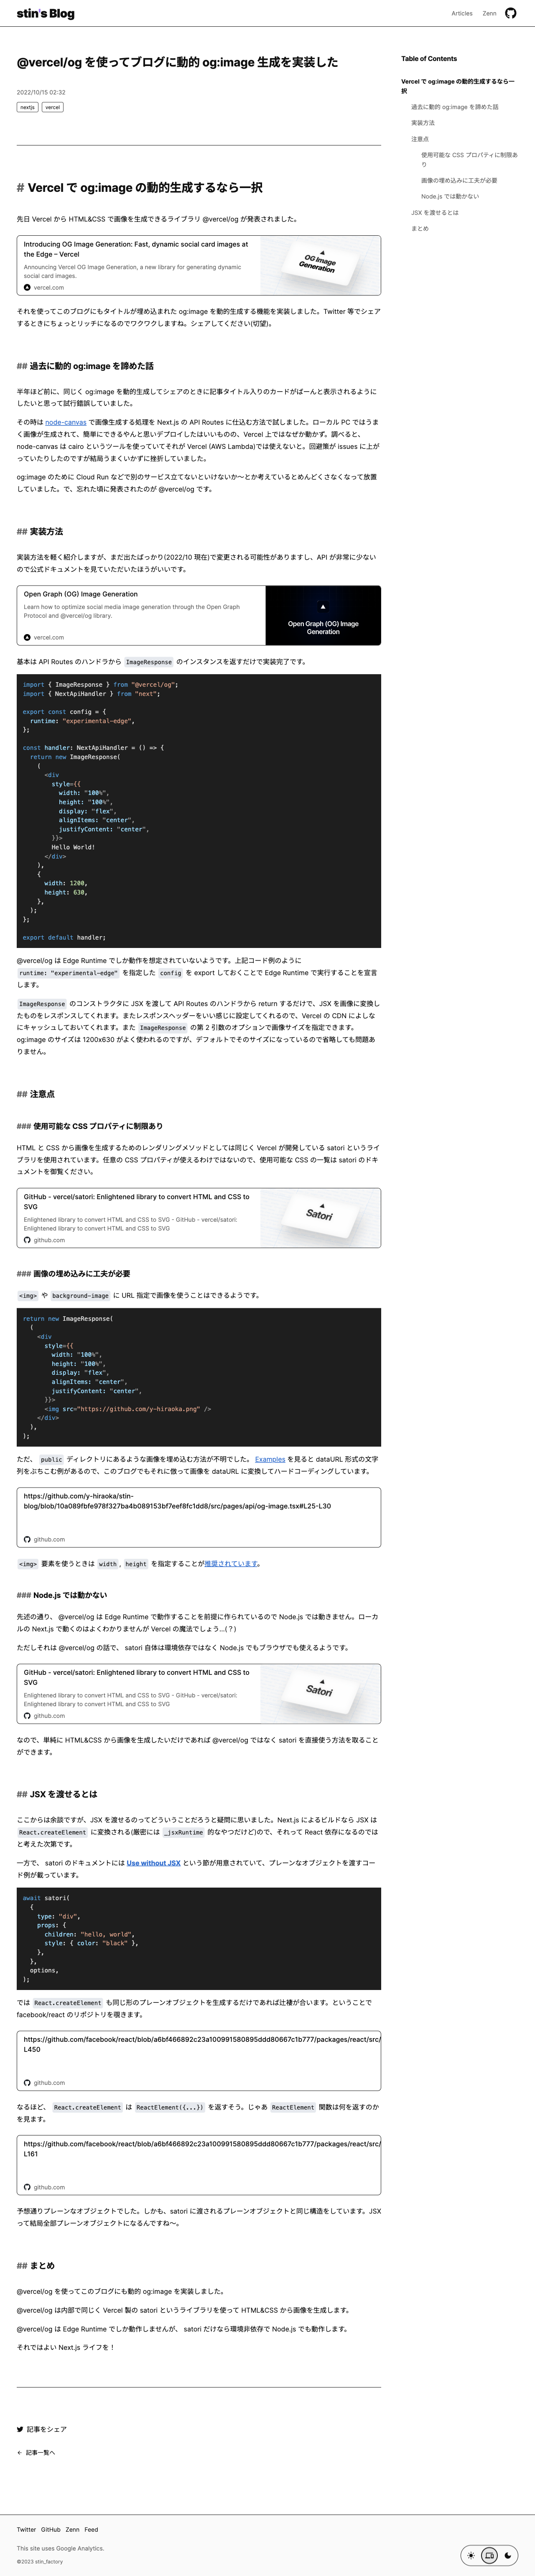 stin's Blog
Articles
Zenn
@vercel/og を使ってブログに動的 og:image 生成を実装した
2022/10/15 02:32
nextjs
vercel
Table of Contents
Vercel で og:image の動的生成するなら一
択
過去に動的 og:image を諦めた話
実装方法
注意点
使用可能な CSS プロパティに制限あ
り
画像の埋め込みに工夫が必要
Node.js では動かない
JSX を渡せるとは
まとめ
# Vercel で og:image の動的生成するなら一択
先日 Vercel から HTML&CSS で画像を生成できるライブラリ @vercel/og が発表されました。
Introducing OG Image Generation: Fast, dynamic social card images at
the Edge – Vercel
Announcing Vercel OG Image Generation, a new library for generating dynamic
social card images.
vercel.com
OG Image
Generation
それを使ってこのブログにもタイトルが埋め込まれた og:image を動的生成する機能を実装しました。Twitter 等でシェア
するときにちょっとリッチになるのでワクワクしますね。シェアしてください(切望)。
## 過去に動的 og:image を諦めた話
半年ほど前に、同じく og:image を動的生成してシェアのときに記事タイトル入りのカードがばーんと表示されるように
したいと思って試行錯誤していました。
その時は node-canvas で画像生成する処理を Next.js の API Routes に仕込む方法で試しました。ローカル PC ではうま
く画像が生成されて、簡単にできるやんと思いデプロイしたはいいものの、Vercel 上ではなぜか動かず。調べると、
node-canvas は cairo というツールを使っていてそれが Vercel (AWS Lambda)では使えないと。回避策が issues に上が
っていたりしたのですが結局うまくいかずに挫折していました。
og:image のために Cloud Run などで別のサービス立てないといけないか〜とか考えているとめんどくさなくなって放置
していました。で、忘れた頃に発表されたのが @vercel/og です。
## 実装方法
実装方法を軽く紹介しますが、まだ出たばっかり(2022/10 現在)で変更される可能性がありますし、API が非常に少ない
ので公式ドキュメントを見ていただいたほうがいいです。
Open Graph (OG) Image Generation
Learn how to optimize social media image generation through the Open Graph
Protocol and @vercel/og library.
vercel.com
Open Graph (OG) Image
Generation
基本は API Routes のハンドラから ImageResponse のインスタンスを返すだけで実装完了です。
import { ImageResponse } from "@vercel/og";
import { NextApiHandler } from "next";
export const config = {
runtime: "experimental-edge",
};
const handler: NextApiHandler = () => {
return new ImageResponse(
(
<div
style={{
width: "100%",
height: "100%",
display: "flex",
alignItems: "center",
justifyContent: "center",
}}>
Hello World!
</div>
),
{
width: 1200,
height: 630,
},
);
};
export default handler;
@vercel/og は Edge Runtime でしか動作を想定されていないようです。上記コード例のように
runtime: "experimental-edge" を指定した config を export しておくことで Edge Runtime で実行することを宣言
します。
ImageResponse のコンストラクタに JSX を渡して API Routes のハンドラから return するだけで、JSX を画像に変換し
たものをレスポンスしてくれます。またレスポンスヘッダーをいい感じに設定してくれるので、Vercel の CDN によしな
にキャッシュしておいてくれます。また ImageResponse の第 2 引数のオプションで画像サイズを指定できます。
og:image のサイズは 1200x630 がよく使われるのですが、デフォルトでそのサイズになっているので省略しても問題あ
りません。
## 注意点
### 使用可能な CSS プロパティに制限あり
HTML と CSS から画像を生成するためのレンダリングメソッドとしては同じく Vercel が開発している satori というライ
ブラリを使用されています。任意の CSS プロパティが使えるわけではないので、使用可能な CSS の一覧は satori のドキ
ュメントを御覧ください。
GitHub - vercel/satori: Enlightened library to convert HTML and CSS to
SVG
Enlightened library to convert HTML and CSS to SVG - GitHub - vercel/satori:
Enlightened library to convert HTML and CSS to SVG
github.com
Satori
### 画像の埋め込みに工夫が必要
<img> や background-image に URL 指定で画像を使うことはできるようです。
return new ImageResponse(
(
<div
style={{
width: "100%",
height: "100%",
display: "flex",
alignItems: "center",
justifyContent: "center",
}}>
<img src="https://github.com/y-hiraoka.png" />
</div>
),
);
ただ、 public ディレクトリにあるような画像を埋め込む方法が不明でした。 Examples を見ると dataURL 形式の文字
列をぶちこむ例があるので、このブログでもそれに倣って画像を dataURL に変換してハードコーディングしています。
https://github.com/y-hiraoka/stin-
blog/blob/10a089fbfe978f327ba4b089153bf7eef8fc1dd8/src/pages/api/og-image.tsx#L25-L30
github.com
<img> 要素を使うときは width , height を指定することが推奨されています。
### Node.js では動かない
先述の通り、 @vercel/og は Edge Runtime で動作することを前提に作られているので Node.js では動きません。ローカ
ルの Next.js で動くのはよくわかりませんが Vercel の魔法でしょう...(？)
ただしそれは @vercel/og の話で、 satori 自体は環境依存ではなく Node.js でもブラウザでも使えるようです。
GitHub - vercel/satori: Enlightened library to convert HTML and CSS to
SVG
Enlightened library to convert HTML and CSS to SVG - GitHub - vercel/satori:
Enlightened library to convert HTML and CSS to SVG
github.com
Satori
なので、単純に HTML&CSS から画像を生成したいだけであれば @vercel/og ではなく satori を直接使う方法を取ること
ができます。
## JSX を渡せるとは
ここからは余談ですが、JSX を渡せるのってどういうことだろうと疑問に思いました。Next.js によるビルドなら JSX は
React.createElement に変換される(厳密には _jsxRuntime 的なやつだけど)ので、それって React 依存になるのでは
と考えた次第です。
一方で、 satori のドキュメントには Use without JSX という節が用意されていて、プレーンなオブジェクトを渡すコー
ド例が載っています。
await satori(
{
type: "div",
props: {
children: "hello, world",
style: { color: "black" },
},
},
options,
);
では React.createElement も同じ形のプレーンオブジェクトを生成するだけであれば辻褄が合います。ということで
facebook/react のリポジトリを覗きます。
https://github.com/facebook/react/blob/a6bf466892c23a100991580895ddd80667c1b777/packages/react/src/
L450
github.com
なるほど、 React.createElement は ReactElement({...}) を返すそう。じゃあ ReactElement 関数は何を返すのか
を見ます。
https://github.com/facebook/react/blob/a6bf466892c23a100991580895ddd80667c1b777/packages/react/src/
L161
github.com
予想通りプレーンなオブジェクトでした。しかも、satori に渡されるプレーンオブジェクトと同じ構造をしています。JSX
って結局全部プレーンオブジェクトになるんですね〜。
## まとめ
@vercel/og を使ってこのブログにも動的 og:image を実装しました。
@vercel/og は内部で同じく Vercel 製の satori というライブラリを使って HTML&CSS から画像を生成します。
@vercel/og は Edge Runtime でしか動作しませんが、 satori だけなら環境非依存で Node.js でも動作します。
それではよい Next.js ライフを！
記事をシェア
記事一覧へ
Twitter
GitHub
Zenn
Feed
This site uses Google Analytics.
©2023 stin_factory